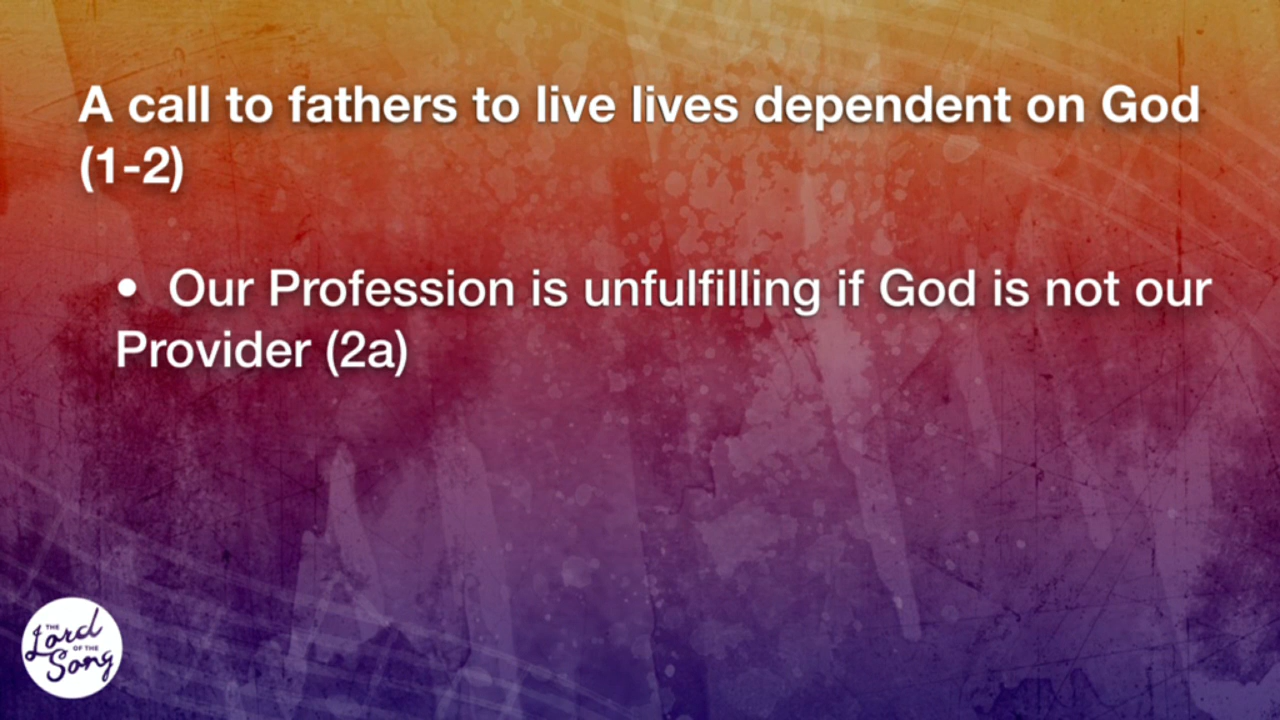 A call to fathers to live lives dependent on God
(1-2)
• Our Profession is unfulfilling if God is not our
Provider (2a)
THE
Lord
OF THE
Song